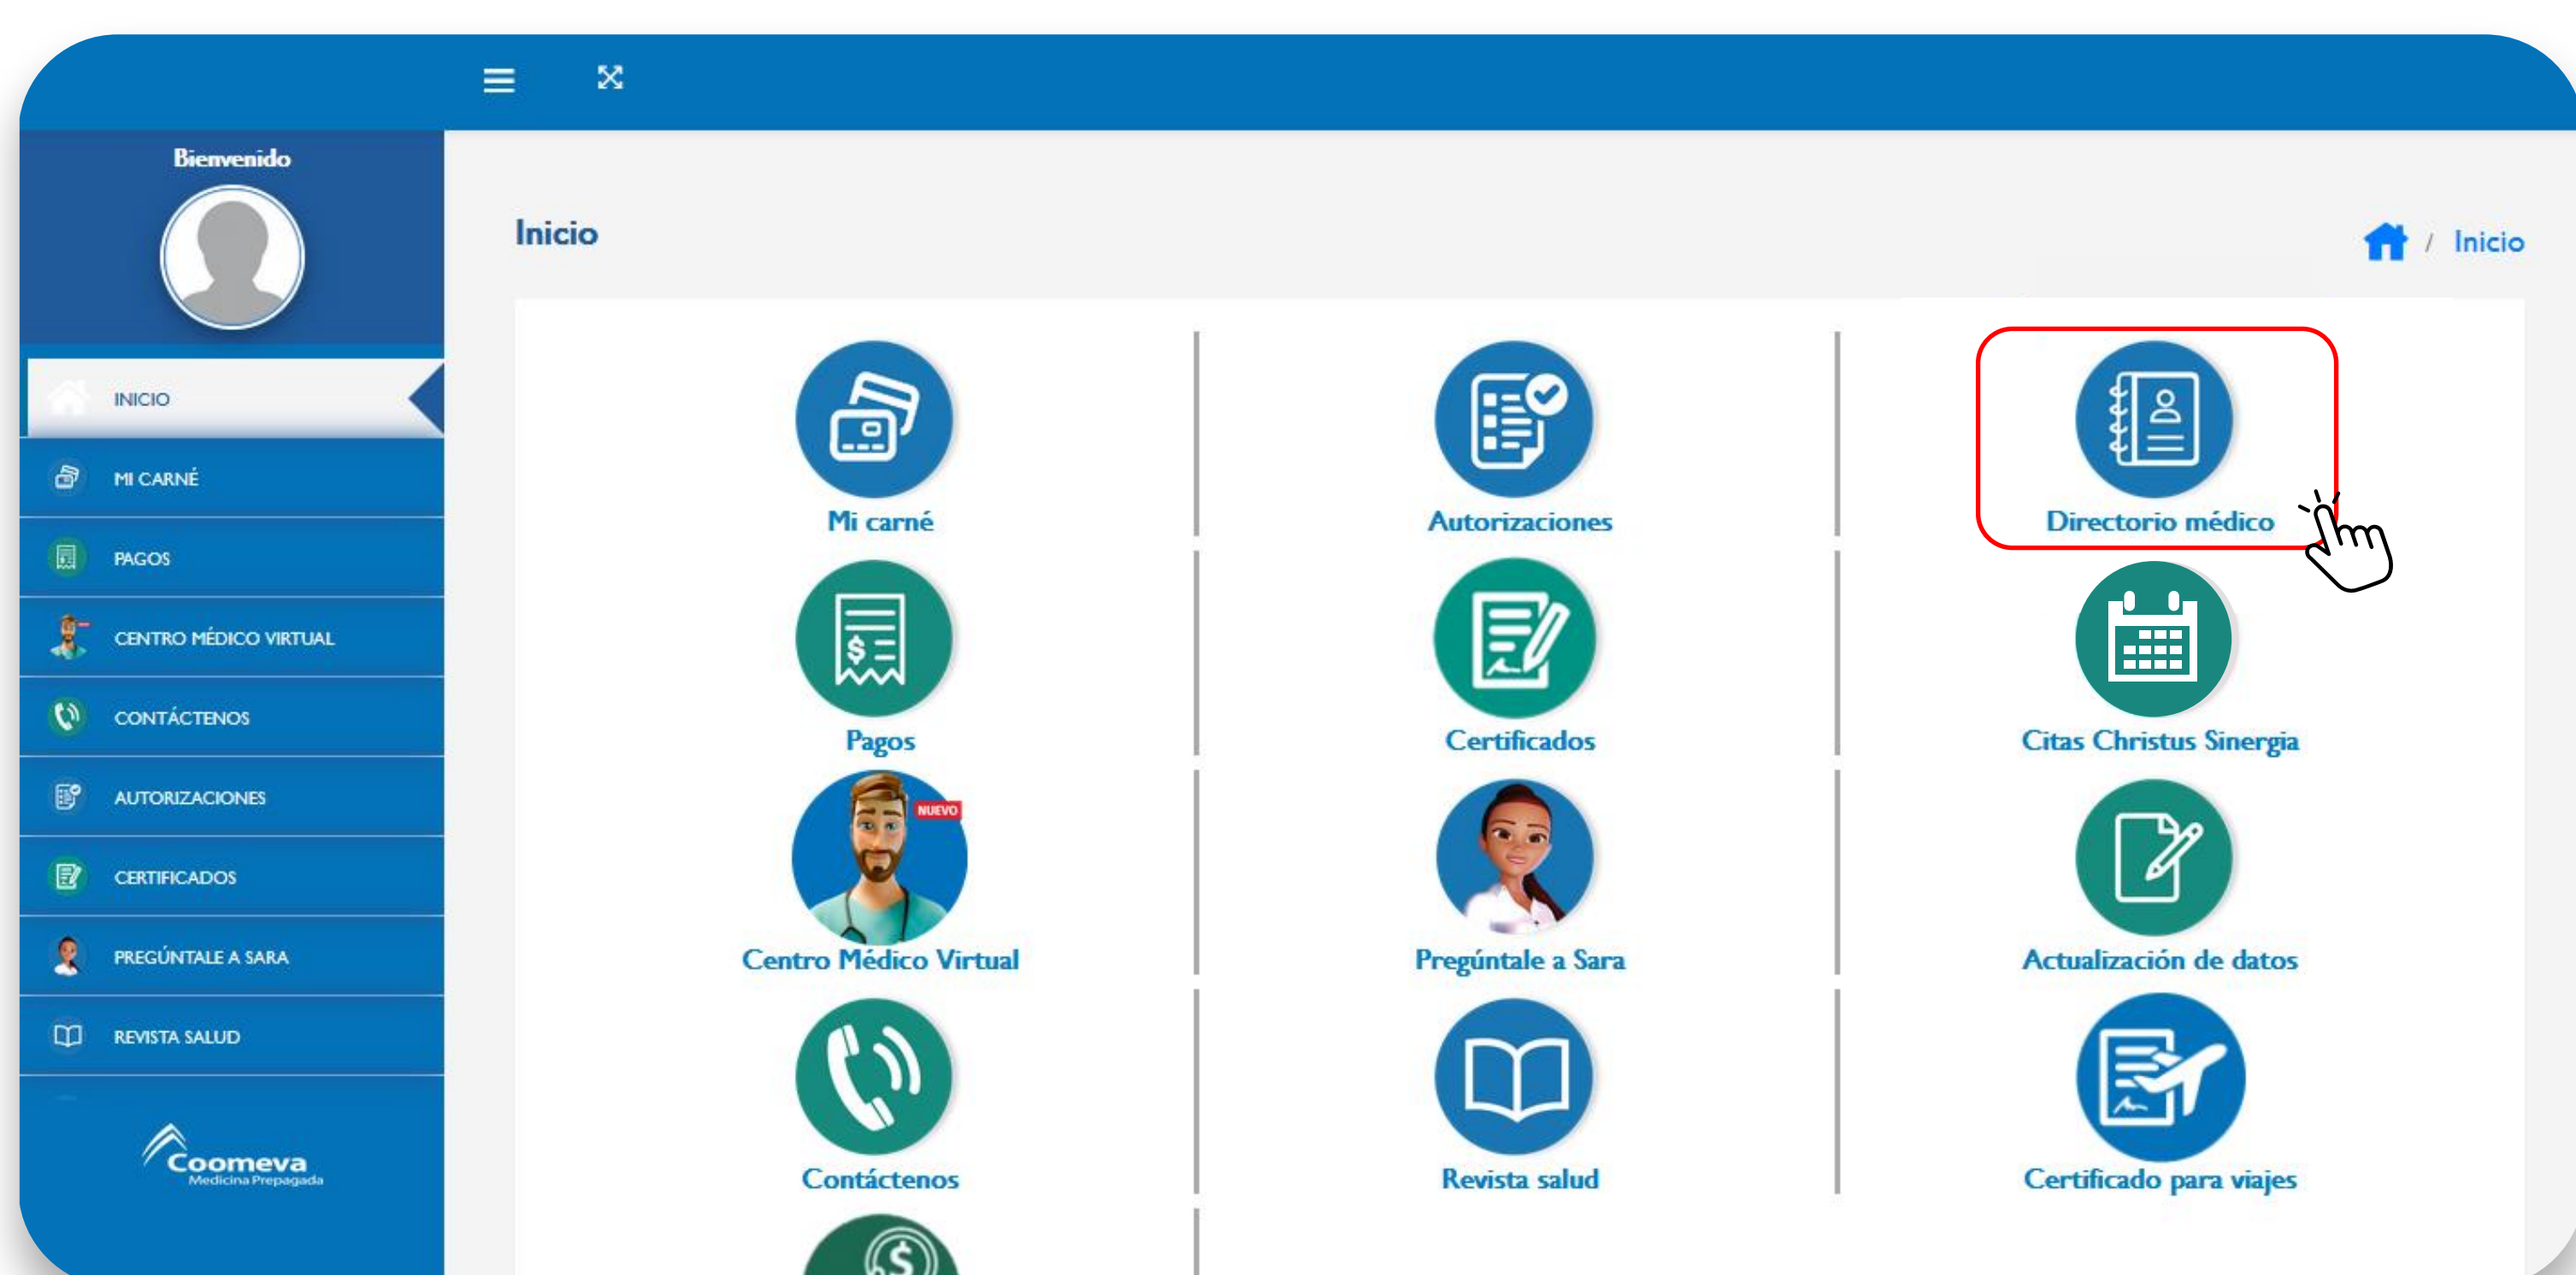 Bienvenido
INICIO
MI CARNÉ
PAGOS
CENTRO MÉDICO VIRTUAL
CONTÁCTENOS
AUTORIZACIONES
CERTIFICADOS
PREGÚNTALE A SARA
REVISTA SALUD
Coomeva
Medicina Prepagada
Inicio
/ Inicio
Mi carné
Autorizaciones
Directorio médico
$
Pagos
Certificados
Citas Christus Sinergia
NUEVO
Centro Médico Virtual
Pregúntale a Sara
Actualización de datos
Contáctenos
Revista salud
Certificado para viajes
$